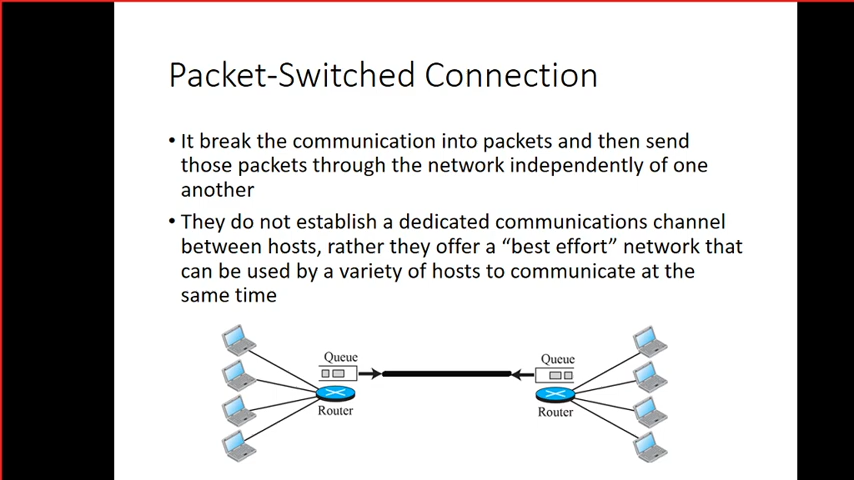 Packet-Switched Connection
• It break the communication into packets and then send
those packets through the network independently of one
another
• They do not establish a dedicated communications channel
between hosts, rather they offer a “best effort” network that
can be used by a variety of hosts to communicate at the
same time
Queue
Queue
Router
Router